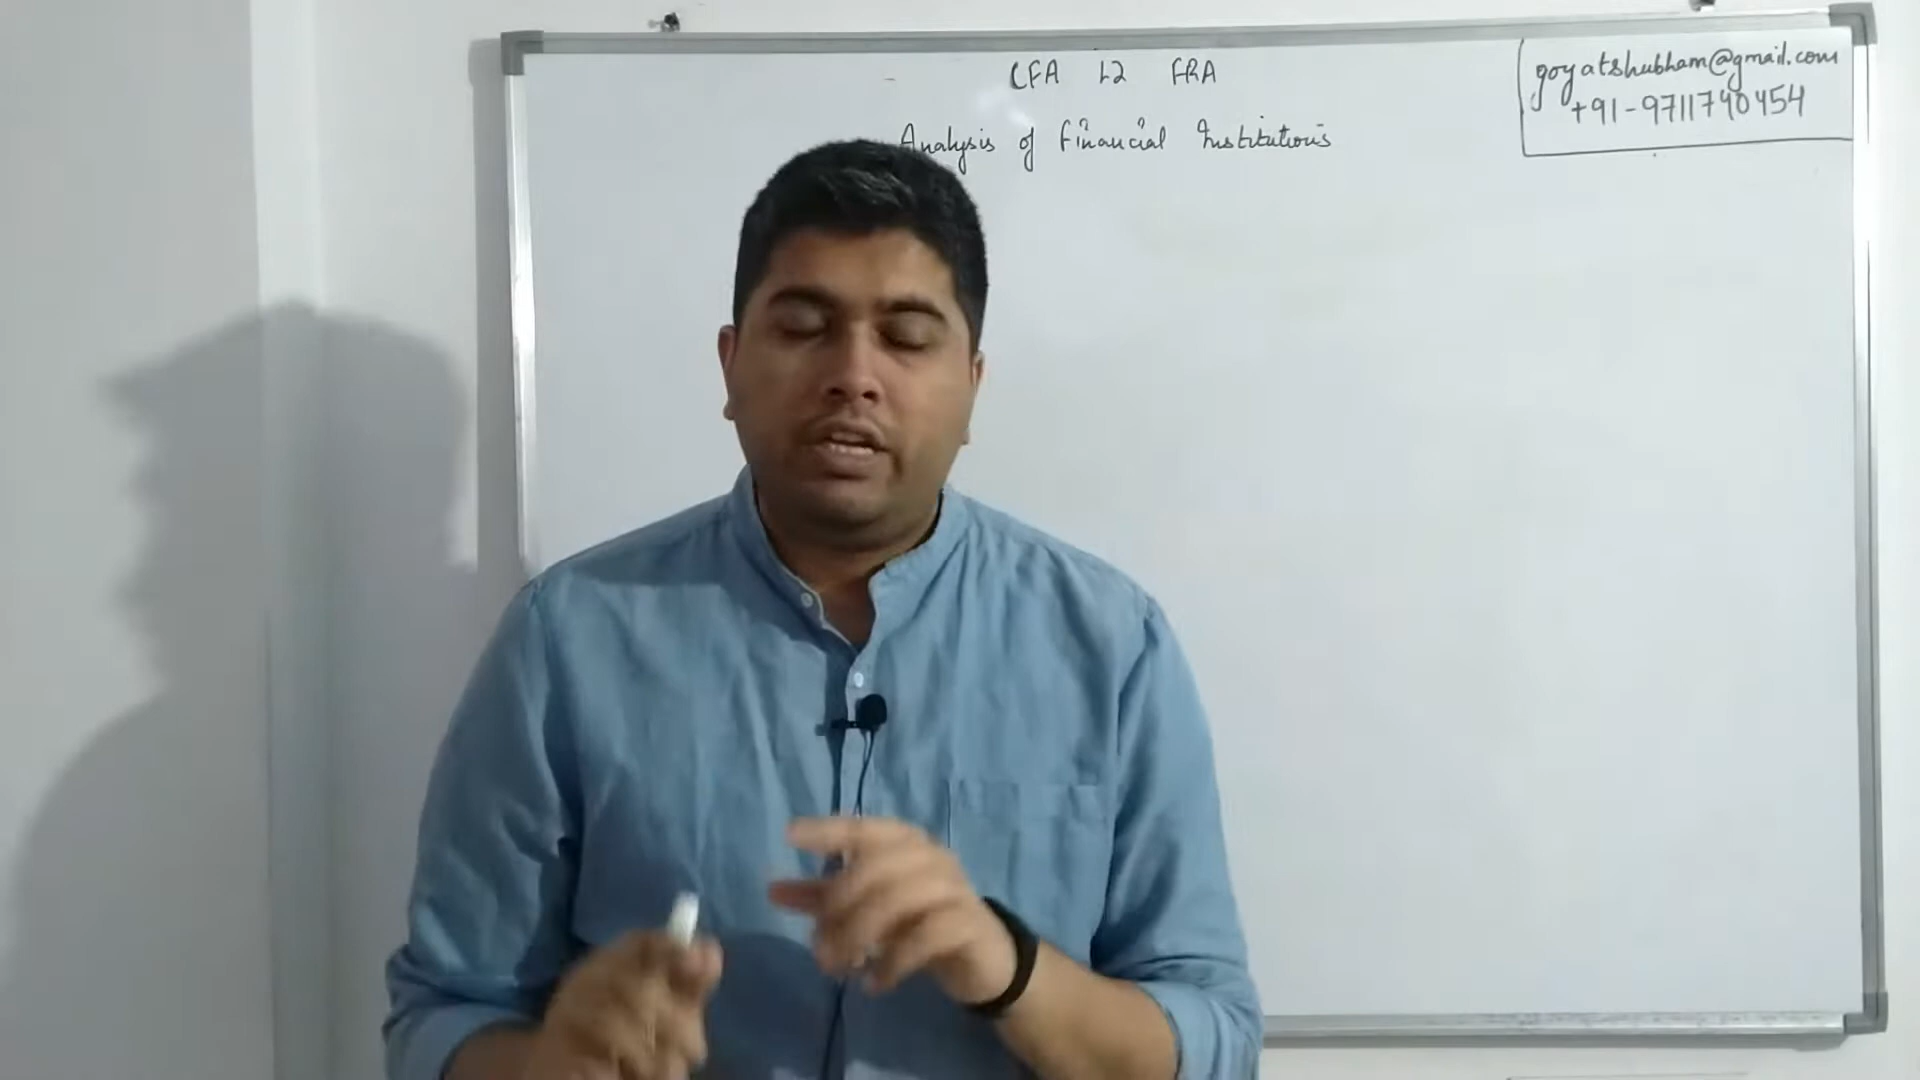 CFA L2 FRA
goyatshubham@gmail.com
+91-9711740454
Analysis of Financial Institutions